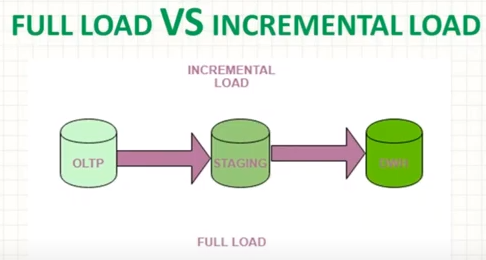 FULL LOAD VS INCREMENTAL LOAD
INCREMENTAL
LOAD
OLTP
STAGING
FULL LOAD